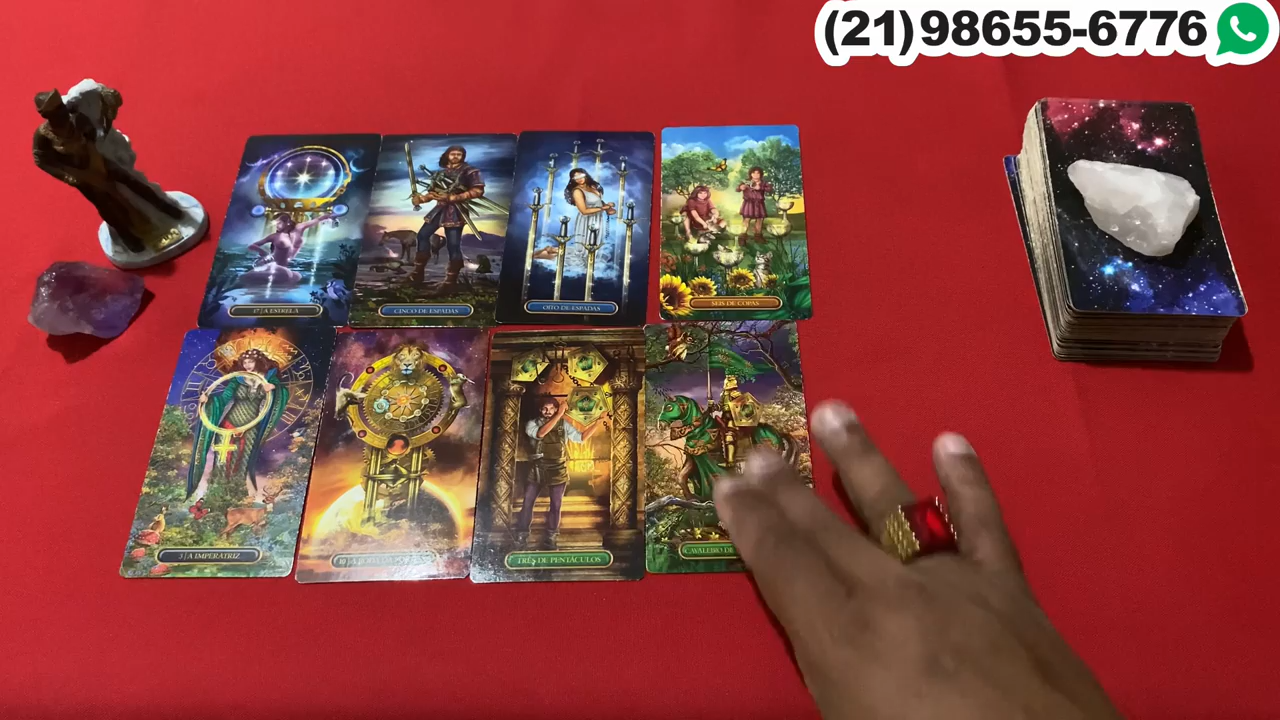 (21)98655-6776
17 | A ESTRELA
CINCO DE ESPADAS
OITO DE ESPADAS
SEIS DE COPAS
3 | A IMPERATRIZ
TRÊS DE PENTÁCULOS
CAVALEIRO DE